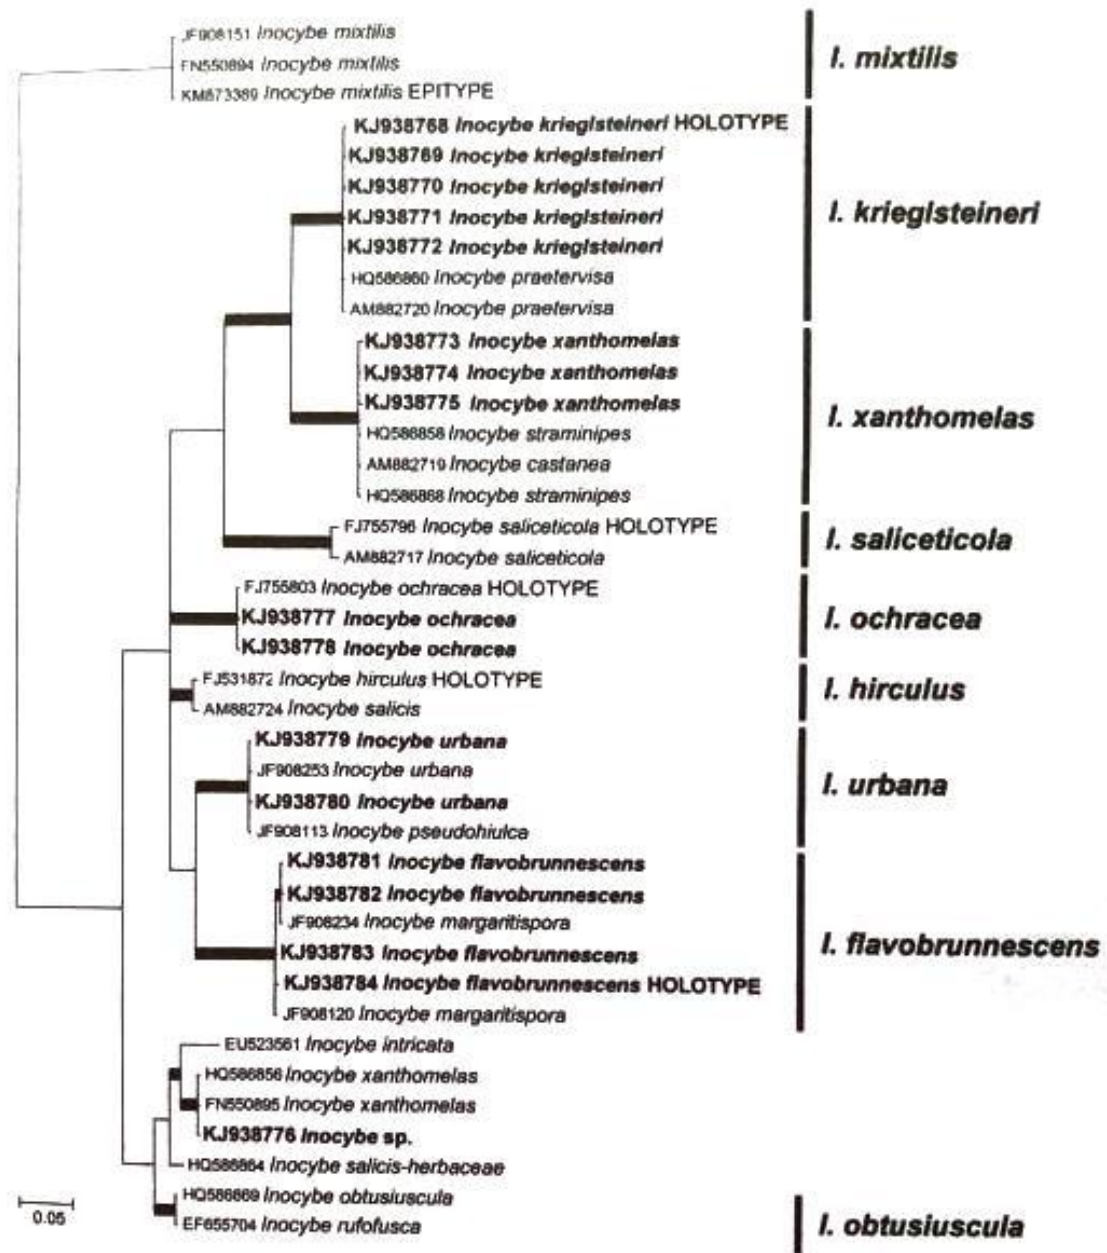 JF908151 Inocybe mixtilis
FN550894 Inocybe mixtilis
KM873389 Inocybe mixtilis EPITYPE
I. mixtilis
KJ938768 Inocybe krieglsteineri HOLOTYPE
KJ938769 Inocybe krieglsteineri
KJ938770 Inocybe krieglsteineri
KJ938771 Inocybe krieglsteineri
KJ938772 Inocybe krieglsteineri
HQ586860 Inocybe praetervisa
AM882720 Inocybe praetervisa
I. krieglsteineri
KJ938773 Inocybe xanthomelas
KJ938774 Inocybe xanthomelas
KJ938775 Inocybe xanthomelas
HQ586858 Inocybe straminipes
AM882719 Inocybe castanea
HQ586868 Inocybe straminipes
I. xanthomelas
FJ755796 Inocybe saliceticola HOLOTYPE
AM882717 Inocybe saliceticola
I. saliceticola
FJ755803 Inocybe ochracea HOLOTYPE
KJ938777 Inocybe ochracea
KJ938778 Inocybe ochracea
I. ochracea
FJ531872 Inocybe hirculus HOLOTYPE
AM882724 Inocybe salicis
I. hirculus
KJ938779 Inocybe urbana
JF908253 Inocybe urbana
KJ938780 Inocybe urbana
JF908113 Inocybe pseudohiulca
I. urbana
KJ938781 Inocybe flavobrunnescens
KJ938782 Inocybe flavobrunnescens
JF908234 Inocybe margaritispora
KJ938783 Inocybe flavobrunnescens
KJ938784 Inocybe flavobrunnescens HOLOTYPE
JF908120 Inocybe margaritispora
I. flavobrunnescens
EU523561 Inocybe intricata
HQ586856 Inocybe xanthomelas
FN550895 Inocybe xanthomelas
KJ938776 Inocybe sp.
HQ586864 Inocybe salicis-herbaceae
HQ586869 Inocybe obtusiuscula
EF655704 Inocybe rufofusca
I. obtusiuscula
0.05